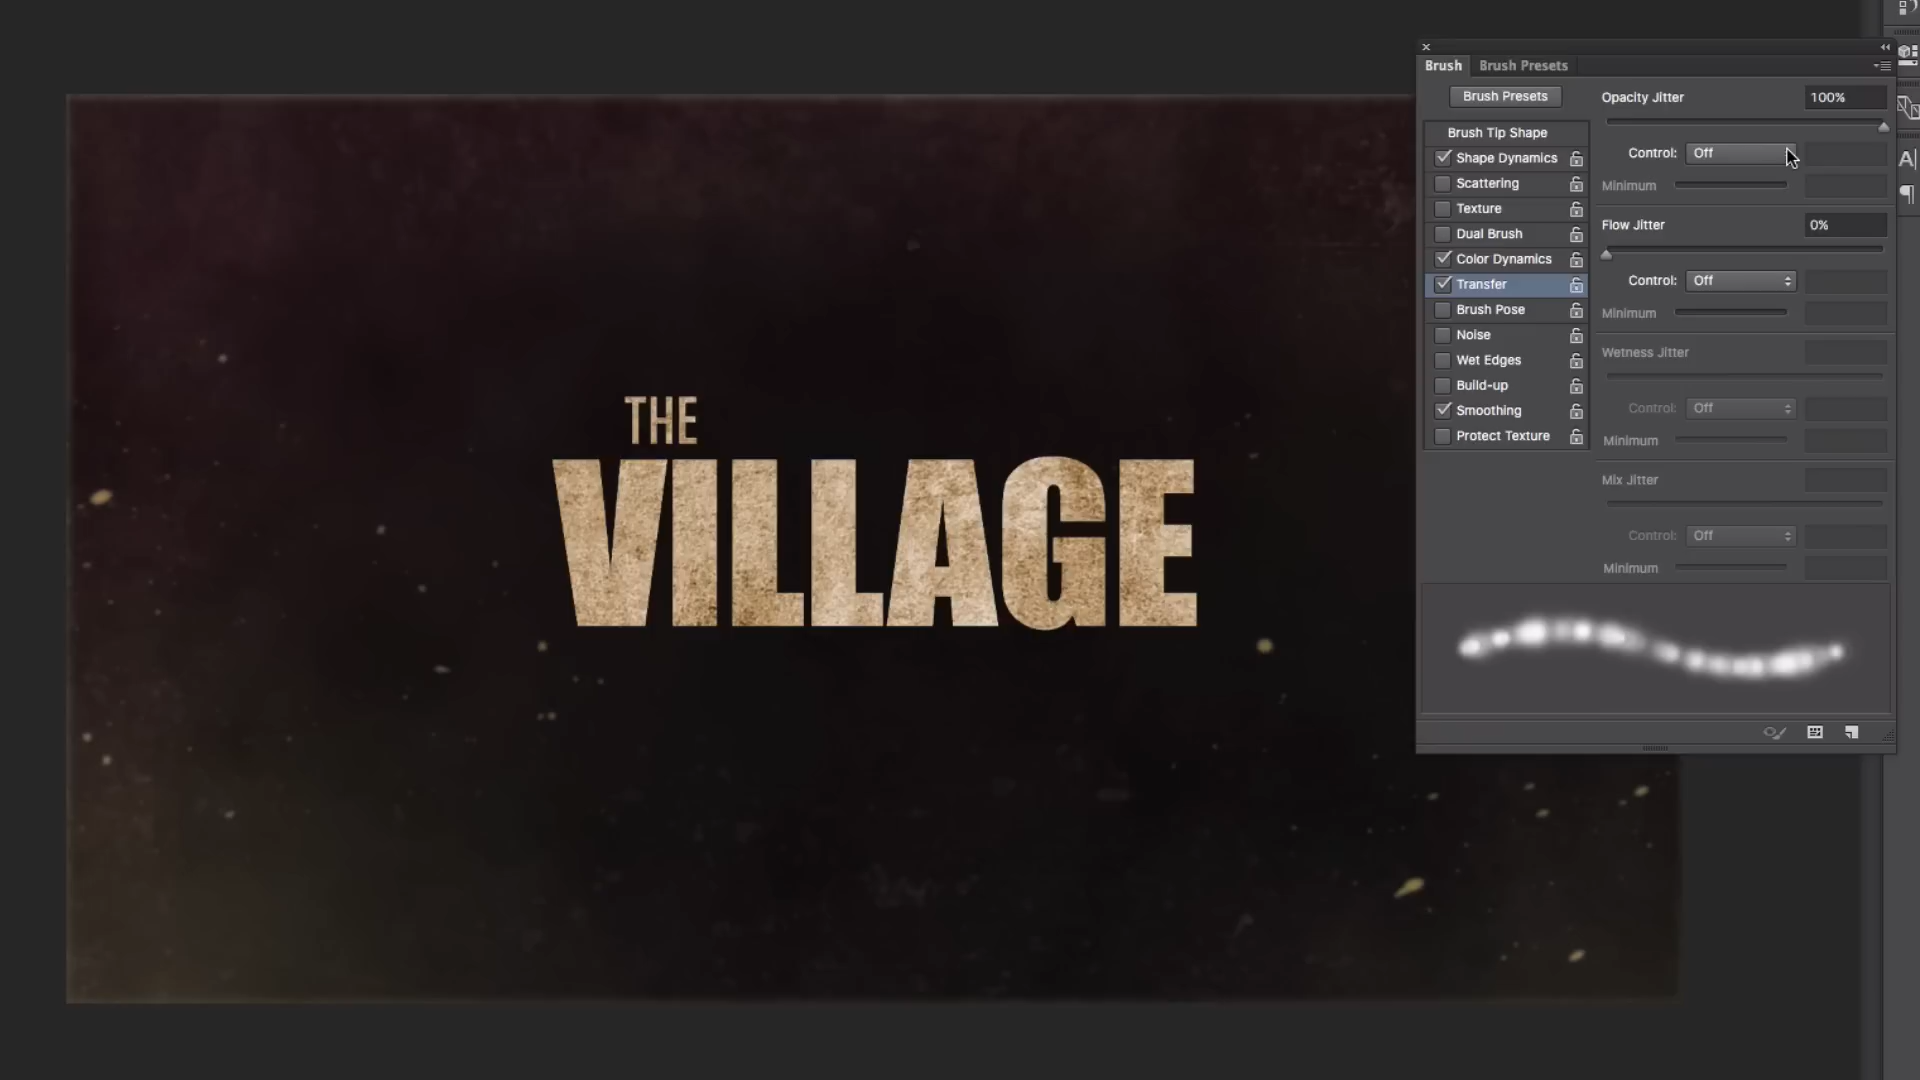 Brush Brush Presets
Brush Presets
Opacity Jitter 100%
Brush Tip Shape
Shape Dynamics
Control: Off
Scattering
Minimum
Texture
Flow Jitter 0%
Dual Brush
Color Dynamics
Transfer
Control: Off
Brush Pose
Minimum
Noise
Wetness Jitter
Wet Edges
Build-up
Control: Off
Smoothing
Protect Texture
Minimum
Mix Jitter
Control: Off
Minimum
THE
VILLAGE
A
¶